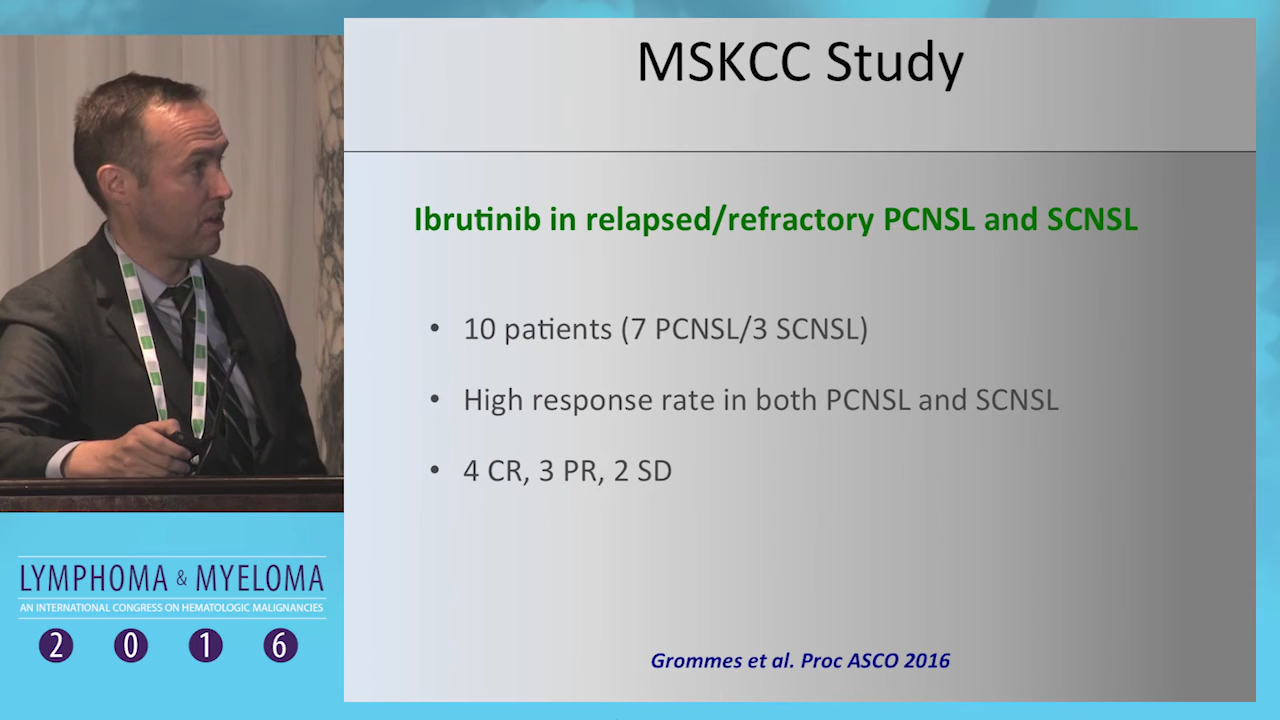 MSKCC Study
Ibrutinib in relapsed/refractory PCNSL and SCNSL
• 10 patients (7 PCNSL/3 SCNSL)
• High response rate in both PCNSL and SCNSL
• 4 CR, 3 PR, 2 SD
Grommes et al. Proc ASCO 2016
LYMPHOMA & MYELOMA
AN INTERNATIONAL CONGRESS ON HEMATOLOGIC MALIGNANCIES
2 0 1 6